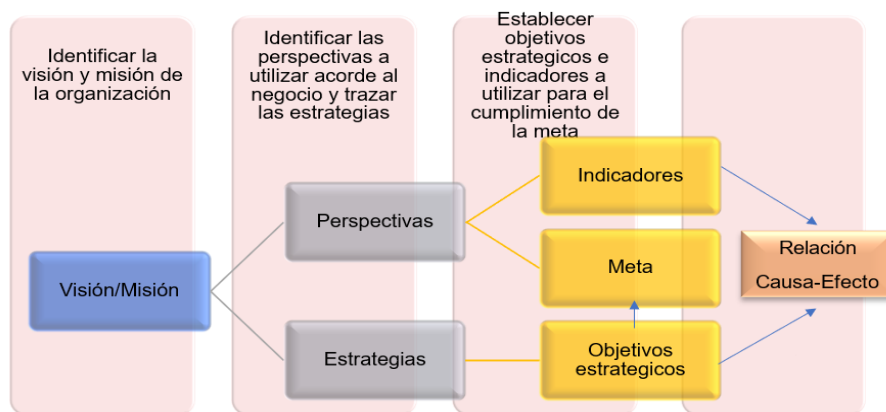 Identificar la
visión y misión de
la organización
Identificar las
perspectivas a
utilizar acorde al
negocio y trazar
las estrategias
Establecer
objetivos
estrategicos e
indicadores a
utilizar para el
cumplimiento de
la meta
Visión/Misión
Perspectivas
Estrategias
Indicadores
Meta
Objetivos
estrategicos
Relación
Causa-Efecto